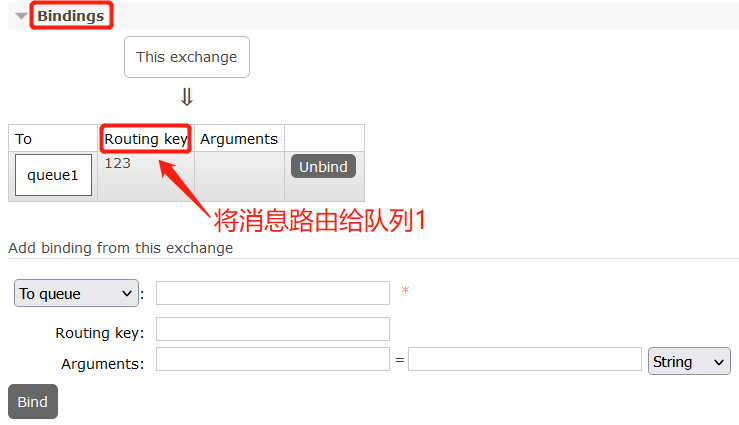 Bindings
This exchange
⇓
To Routing key Arguments
queue1 123 Unbind
将消息路由给队列1
Add binding from this exchange
To queue : *
Routing key:
Arguments: = String
Bind